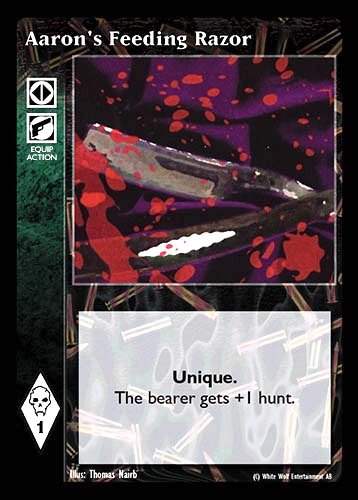 Aaron's Feeding Razor
EQUIP
ACTION
Unique.
The bearer gets +1 hunt.
1
Illus: Thomas Nairb
(C) White Wolf Entertainment AB